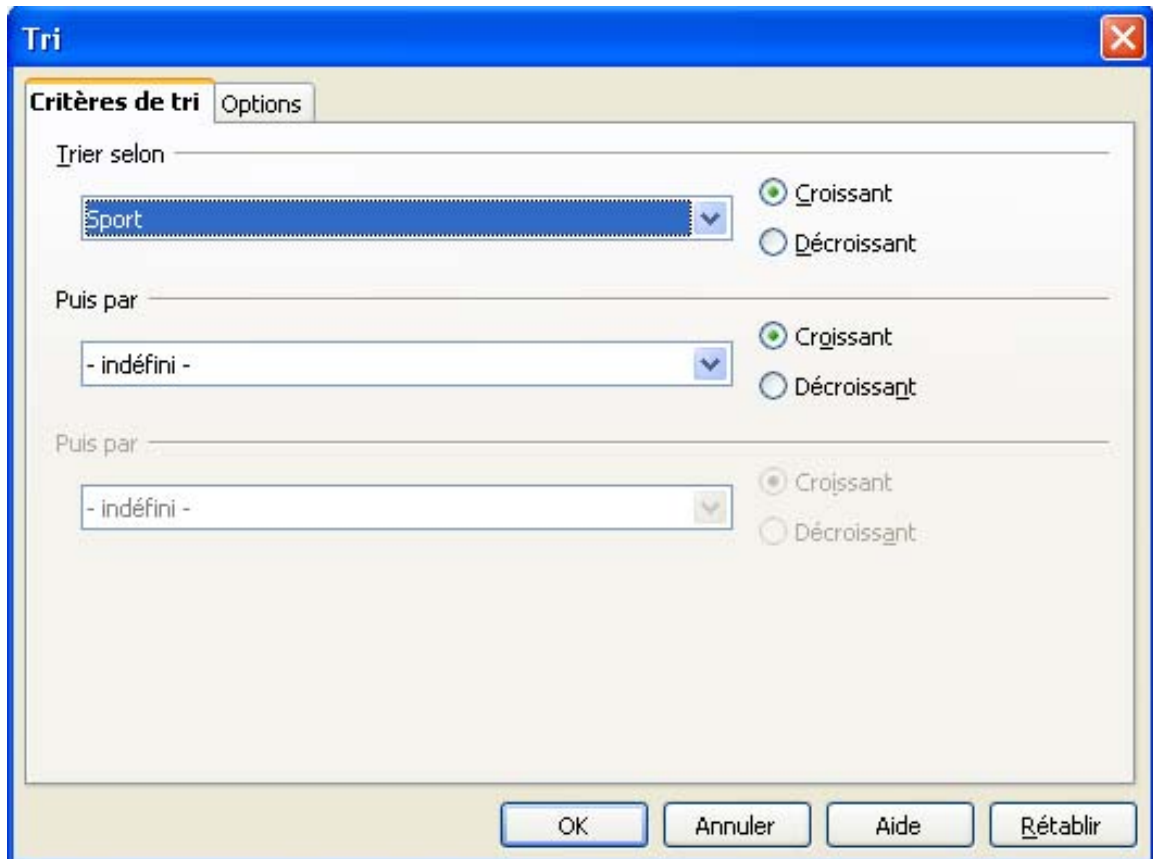 Tri
Critères de tri
Options
Trier selon
Sport
Croissant
Décroissant
Puis par
- indéfini -
Croissant
Décroissant
Puis par
- indéfini -
Croissant
Décroissant
OK
Annuler
Aide
Rétablir